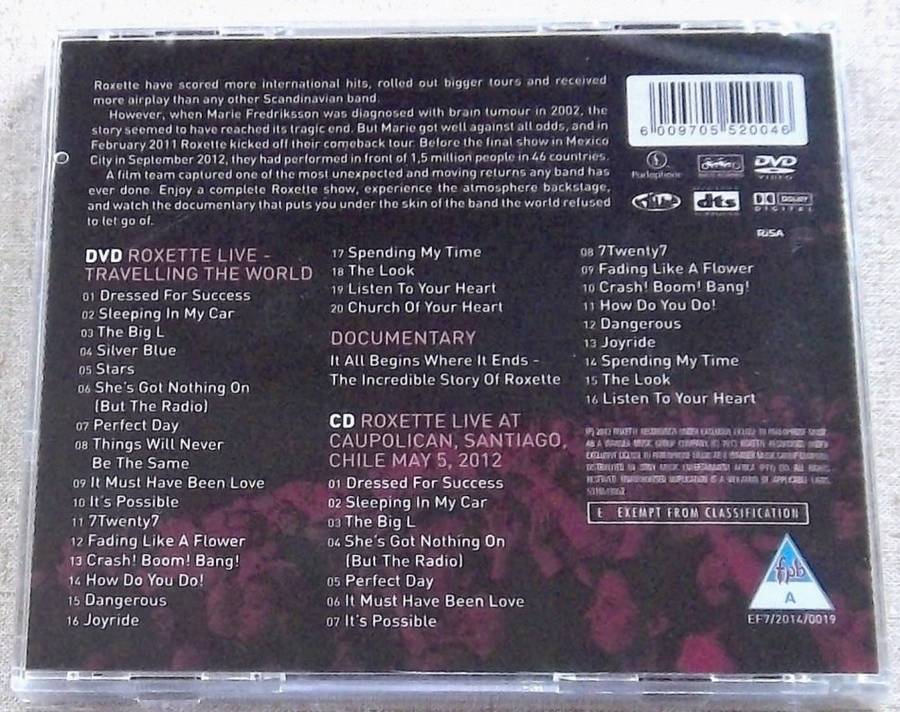 Roxette have scored more international hits, rolled out bigger tours and received
more airplay than any other Scandinavian band.
However, when Marie Fredriksson was diagnosed with brain tumour in 2002, the
story seemed to have reached its tragic end. But Marie got well against all odds, and in
February 2011 Roxette kicked off their comeback tour. Before the final show in Mexico
City in September 2012, they had performed in front of 1,5 million people in 46 countries.
A film team captured one of the most unexpected and moving returns any band has
ever done. Enjoy a complete Roxette show, experience the atmosphere backstage,
and watch the documentary that puts you under the skin of the band the world refused
to let go of.
6 009705 520046
Parlophone
DVD
VIDEO
dts
DOLBY
DIGITAL
RiSA
DVD ROXETTE LIVE -
TRAVELLING THE WORLD
01 Dressed For Success
02 Sleeping In My Car
03 The Big L
04 Silver Blue
05 Stars
06 She's Got Nothing On
(But The Radio)
07 Perfect Day
08 Things Will Never
Be The Same
09 It Must Have Been Love
10 It's Possible
11 7Twenty7
12 Fading Like A Flower
13 Crash! Boom! Bang!
14 How Do You Do!
15 Dangerous
16 Joyride
17 Spending My Time
18 The Look
19 Listen To Your Heart
20 Church Of Your Heart
DOCUMENTARY
It All Begins Where It Ends -
The Incredible Story Of Roxette
CD ROXETTE LIVE AT
CAUPOLICAN, SANTIAGO,
CHILE MAY 5, 2012
01 Dressed For Success
02 Sleeping In My Car
03 The Big L
04 She's Got Nothing On
(But The Radio)
05 Perfect Day
06 It Must Have Been Love
07 It's Possible
08 7Twenty7
09 Fading Like A Flower
10 Crash! Boom! Bang!
11 How Do You Do!
12 Dangerous
13 Joyride
14 Spending My Time
15 The Look
16 Listen To Your Heart
E EXEMPT FROM CLASSIFICATION
fpb
A
EF7/2014/0019